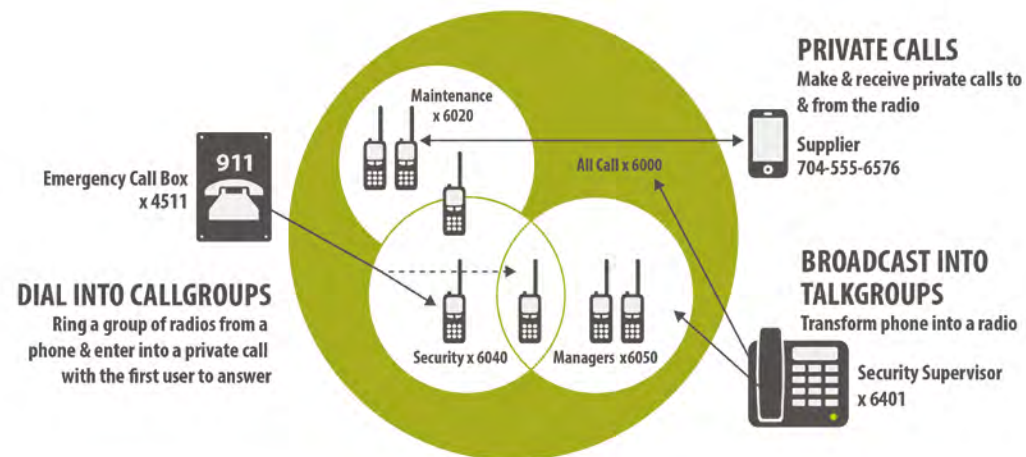 PRIVATE CALLS
Make & receive private calls to
& from the radio
Supplier
704-555-6576
Maintenance
x 6020
All Call x 6000
911
Emergency Call Box
x 4511
DIAL INTO CALLGROUPS
Ring a group of radios from a
phone & enter into a private call
with the first user to answer
Security x 6040
Managers x6050
BROADCAST INTO
TALKGROUPS
Transform phone into a radio
Security Supervisor
x 6401